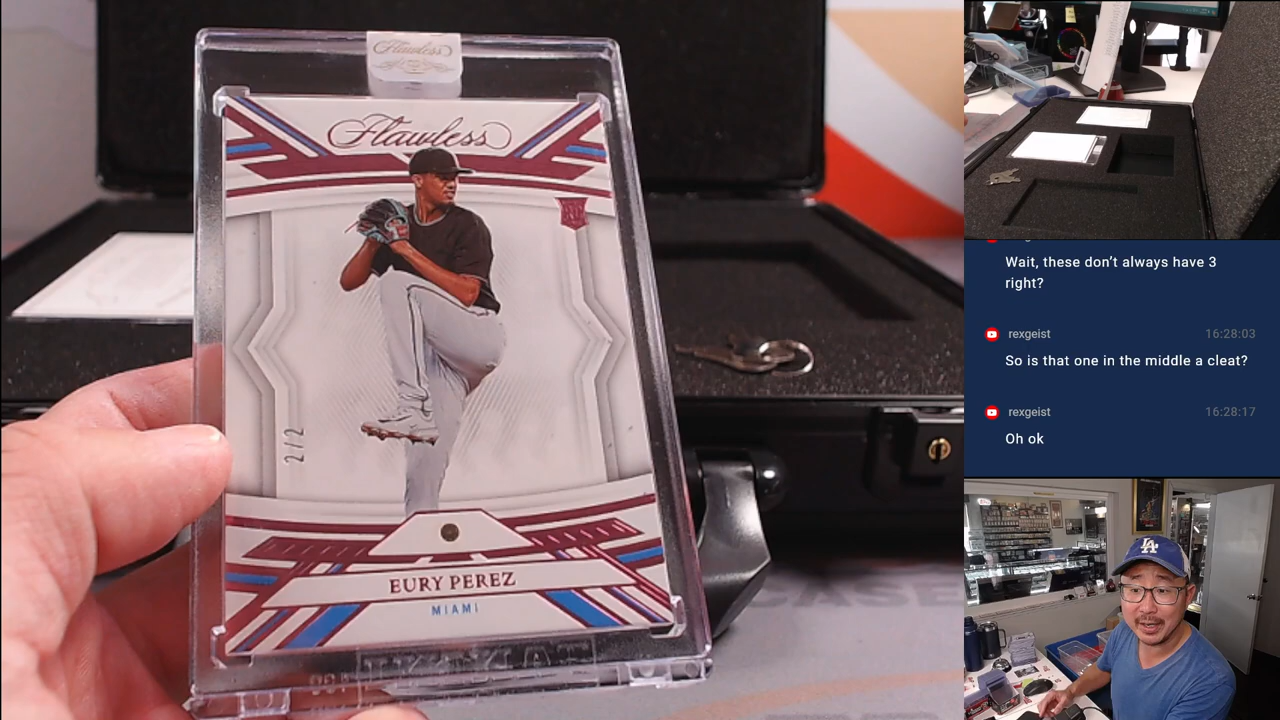 Flawless
Flawless
RC
2/2
EURY PEREZ
MIAMI
Wait, these don't always have 3
right?
rexgeist 16:28:03
So is that one in the middle a cleat?
rexgeist 16:28:17
Oh ok
LA